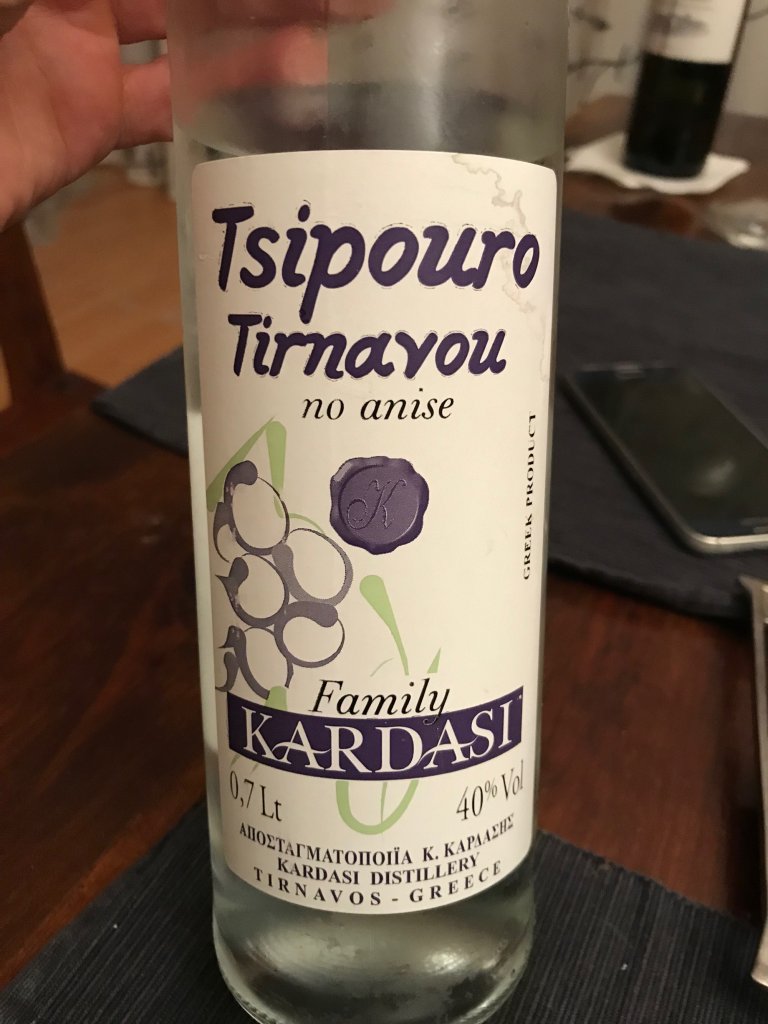 Tsipouro
Tirnavou
no anise
K
GREEK PRODUCT
Family
KARDASI
0,7 Lt
40% Vol
ΑΠΟΣΤΑΓΜΑΤΟΠΟΙΪΑ Κ. ΚΑΡΔΑΣΗΣ
KARDASI DISTILLERY
TIRNAVOS - GREECE